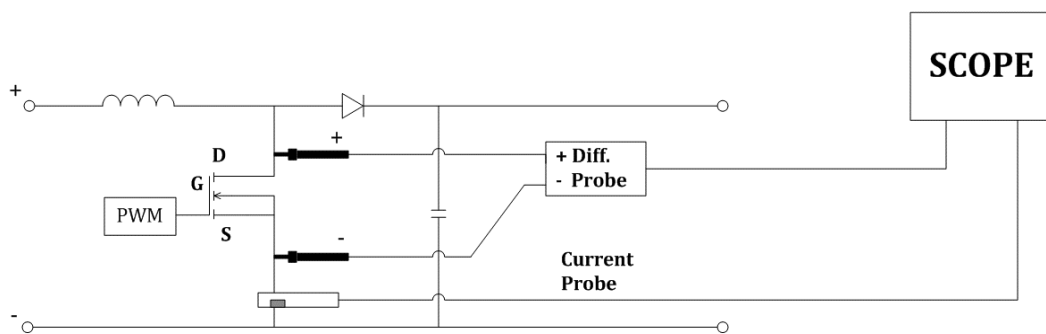 SCOPE
+
+
D
+ Diff.
- Probe
G
PWM
S
-
Current
Probe
-